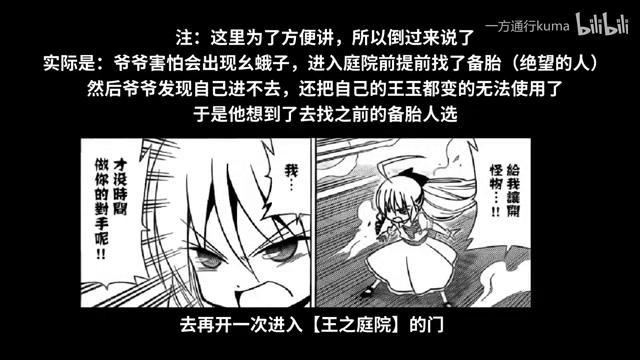 一方通行kuma bilibili
注：这里为了方便讲，所以倒过来说了
实际是：爷爷害怕会出现幺蛾子，进入庭院前提前找了备胎（绝望的人）
然后爷爷发现自己进不去，还把自己的王玉都变的无法使用了
于是他想到了去找之前的备胎人选
給我讓開
怪物…!!
我…
才沒時間
做你的對手呢!!
去再开一次进入【王之庭院】的门